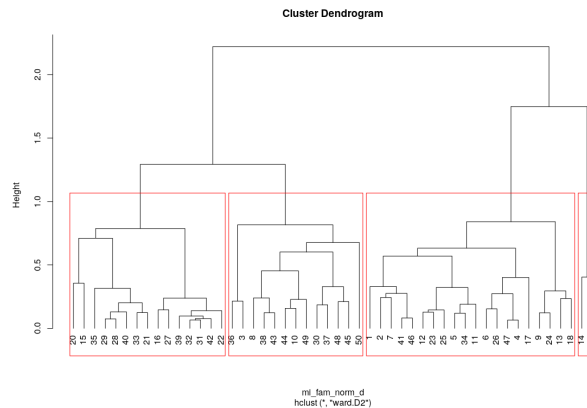 Cluster Dendrogram
Height
2.0
1.5
1.0
0.5
0.0
20 15 35 29 28 40 33 21 16 27 39 32 31 42 22 36 3 8 38 43 44 10 49 30 37 48 45 50 1 2 7 41 46 12 23 25 5 34 11 6 26 47 4 17 9 24 13 18 14
ml_fam_norm_d
hclust (*, "ward.D2")